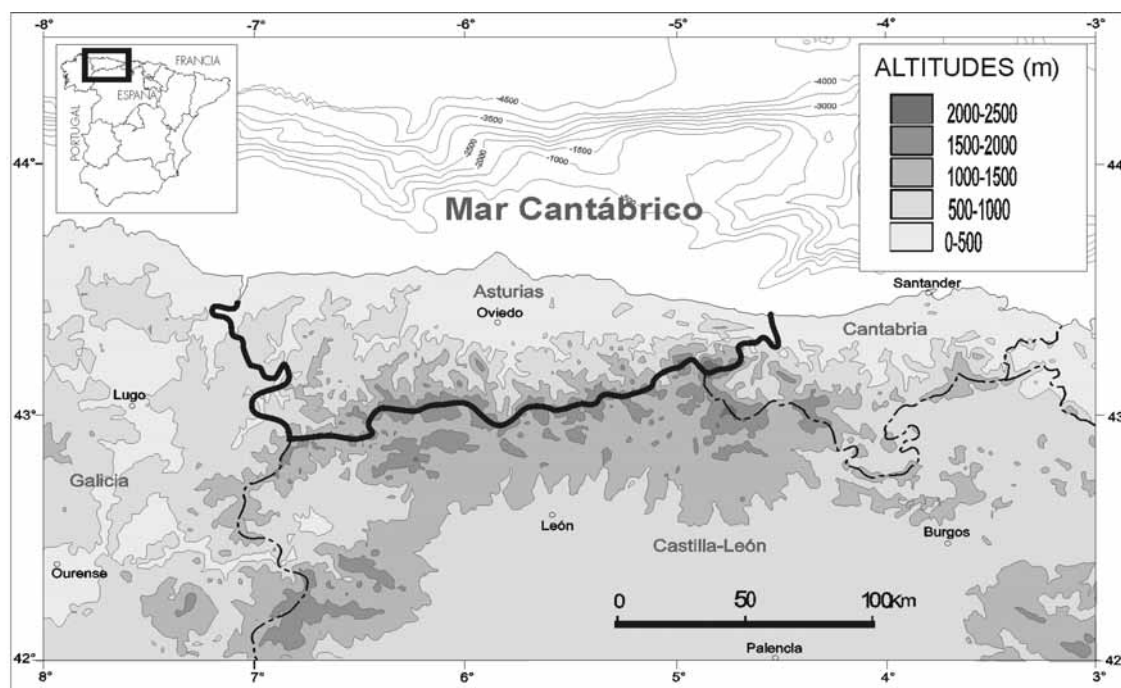 -8° -7° -6° -5° -4° -3°
FRANCIA
ESPAÑA
PORTUGAL
ALTITUDES (m)
2000-2500
1500-2000
1000-1500
500-1000
0-500
-4500
-3500
-2500
-2000
-1500
-1000
-4000
-3000
44° 44
Mar Cantábrico
Santander
Asturias
Oviedo
Cantabria
Lugo
43° 43
Galicia
León
Burgos
Castilla-León
Ourense
0 50 100Km
Palencia
42° 42
8° 7° 6° 5° 4° 3°